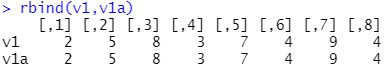 > rbind(v1,v1a)
    [,1] [,2] [,3] [,4] [,5] [,6] [,7] [,8]
v1     2    5    8    3    7    4    9    4
v1a    2    5    8    3    7    4    9    4